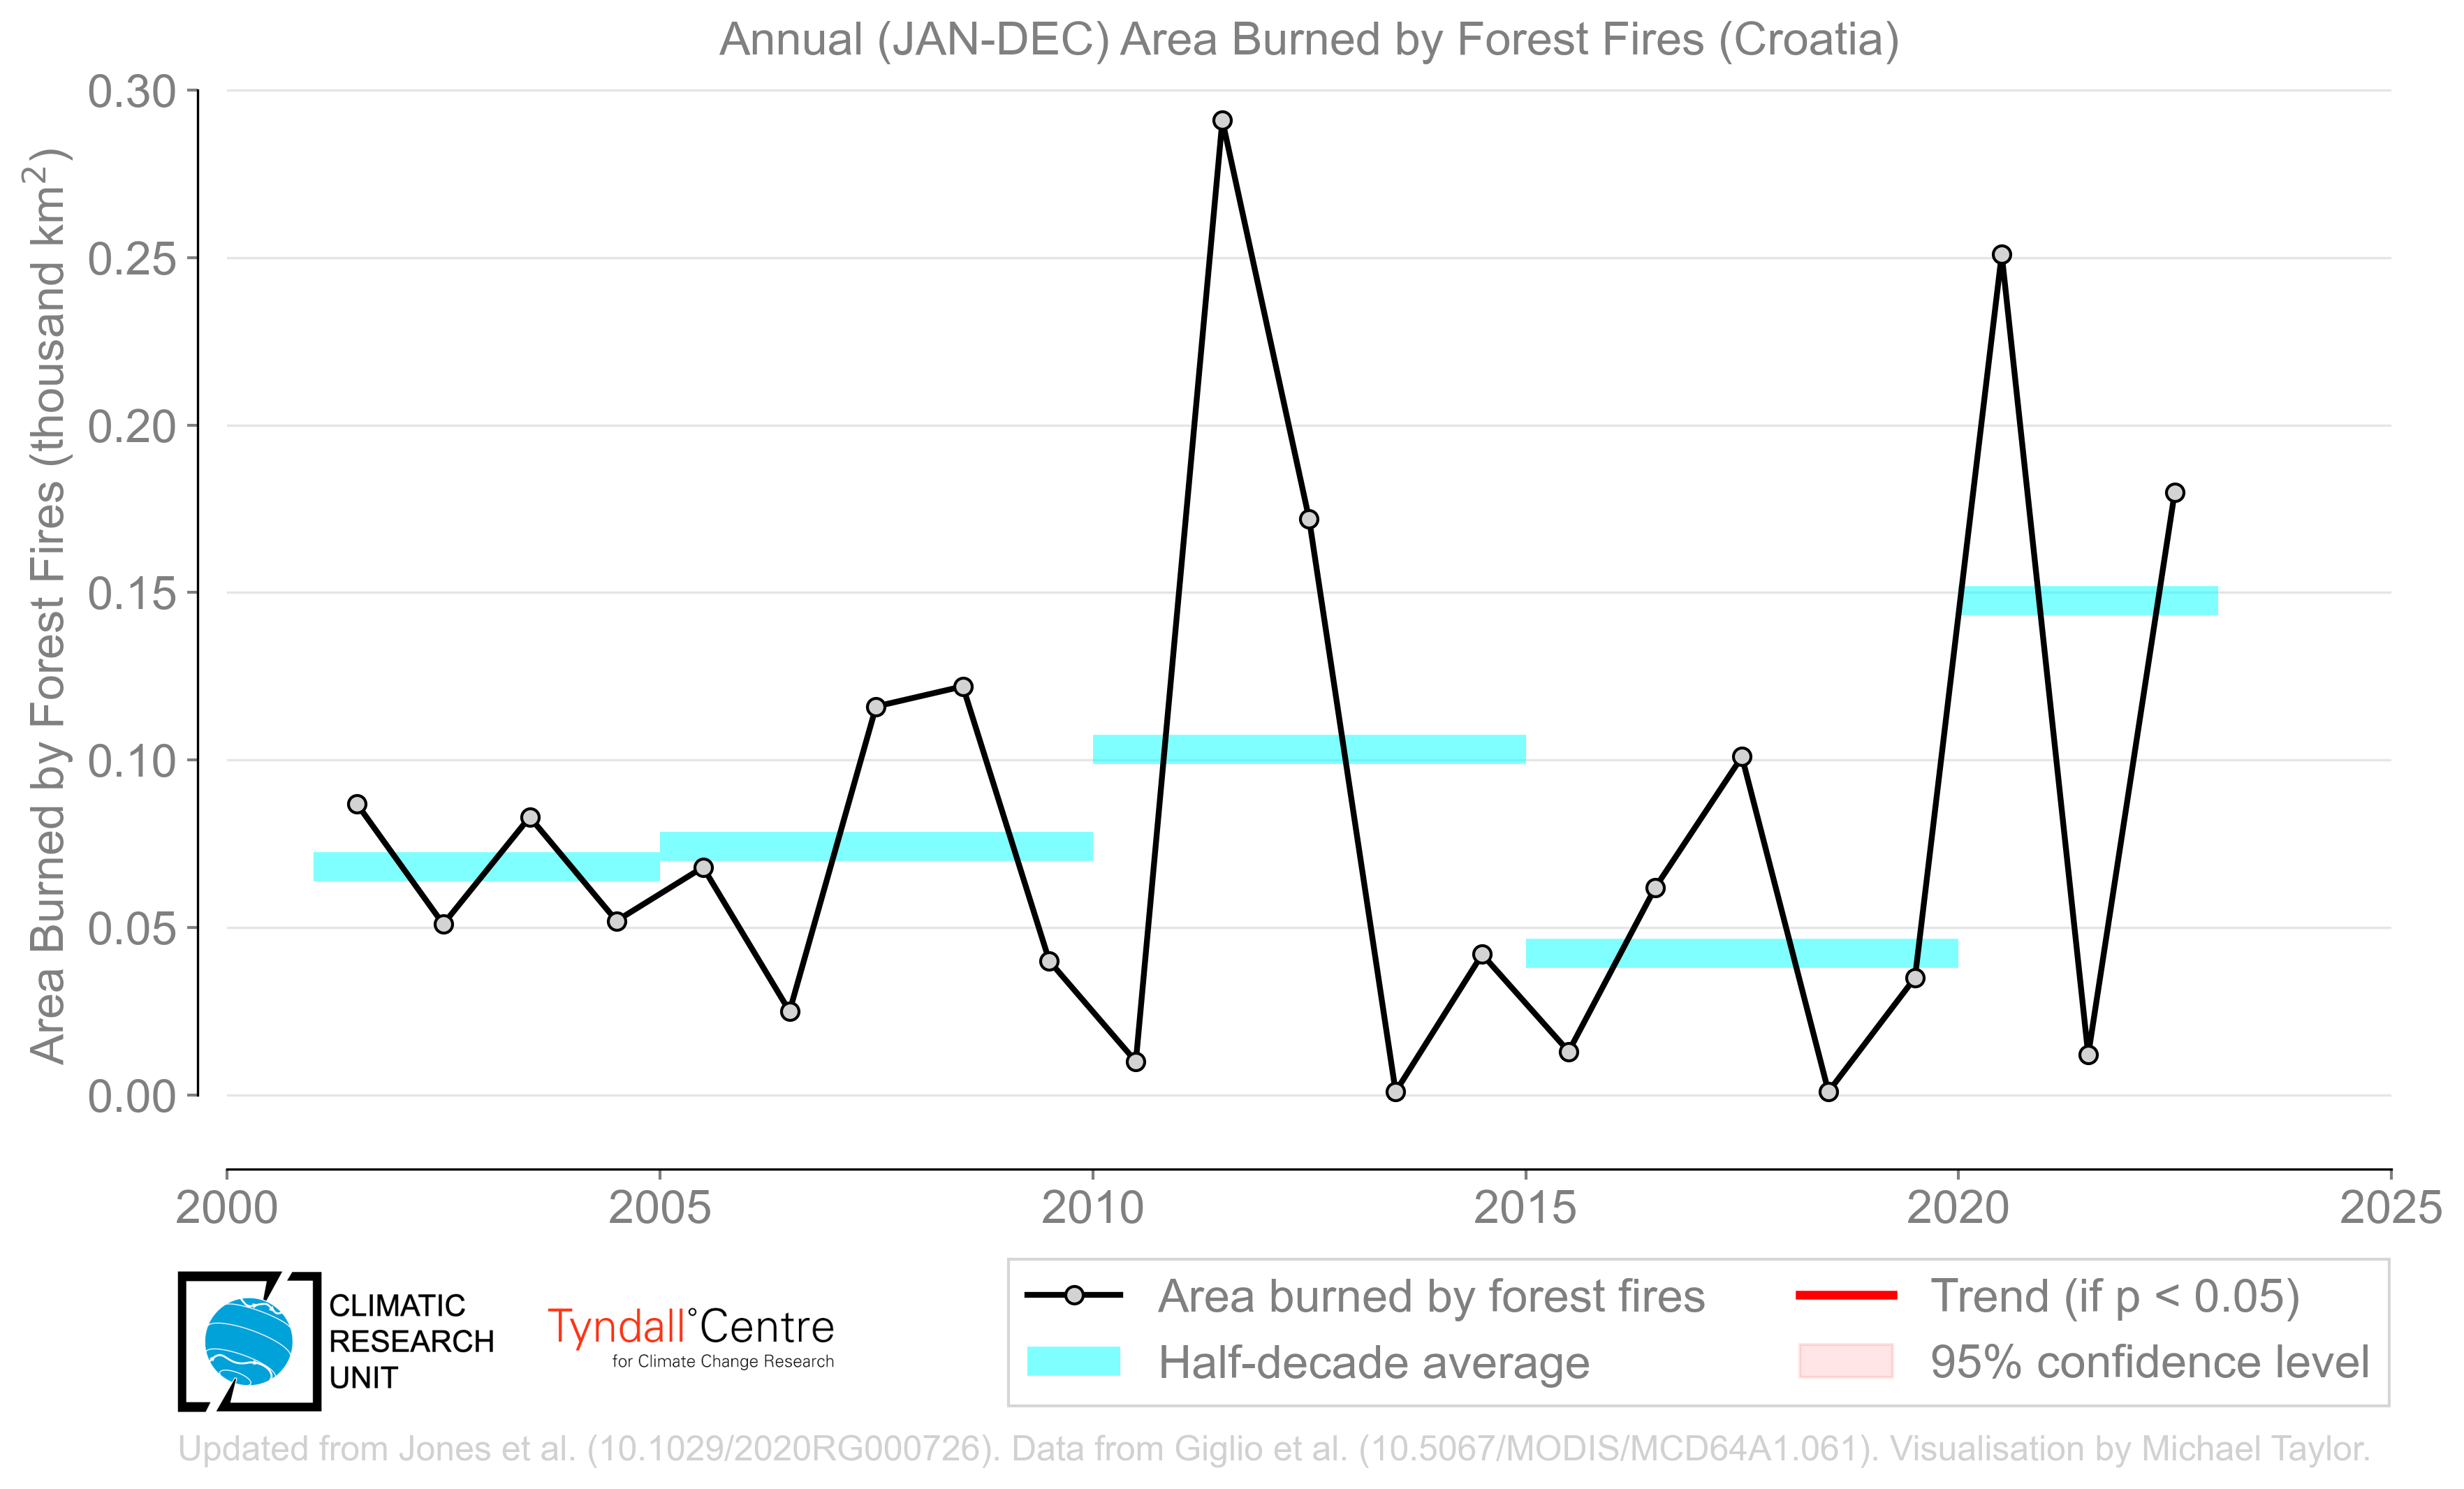 Annual (JAN-DEC) Area Burned by Forest Fires (Croatia)
Area Burned by Forest Fires (thousand km²)
0.30
0.25
0.20
0.15
0.10
0.05
0.00
2000 2005 2010 2015 2020 2025
CLIMATIC
RESEARCH
UNIT
Tyndall°Centre
for Climate Change Research
Area burned by forest fires
Half-decade average
Trend (if p < 0.05)
95% confidence level
Updated from Jones et al. (10.1029/2020RG000726). Data from Giglio et al. (10.5067/MODIS/MCD64A1.061). Visualisation by Michael Taylor.